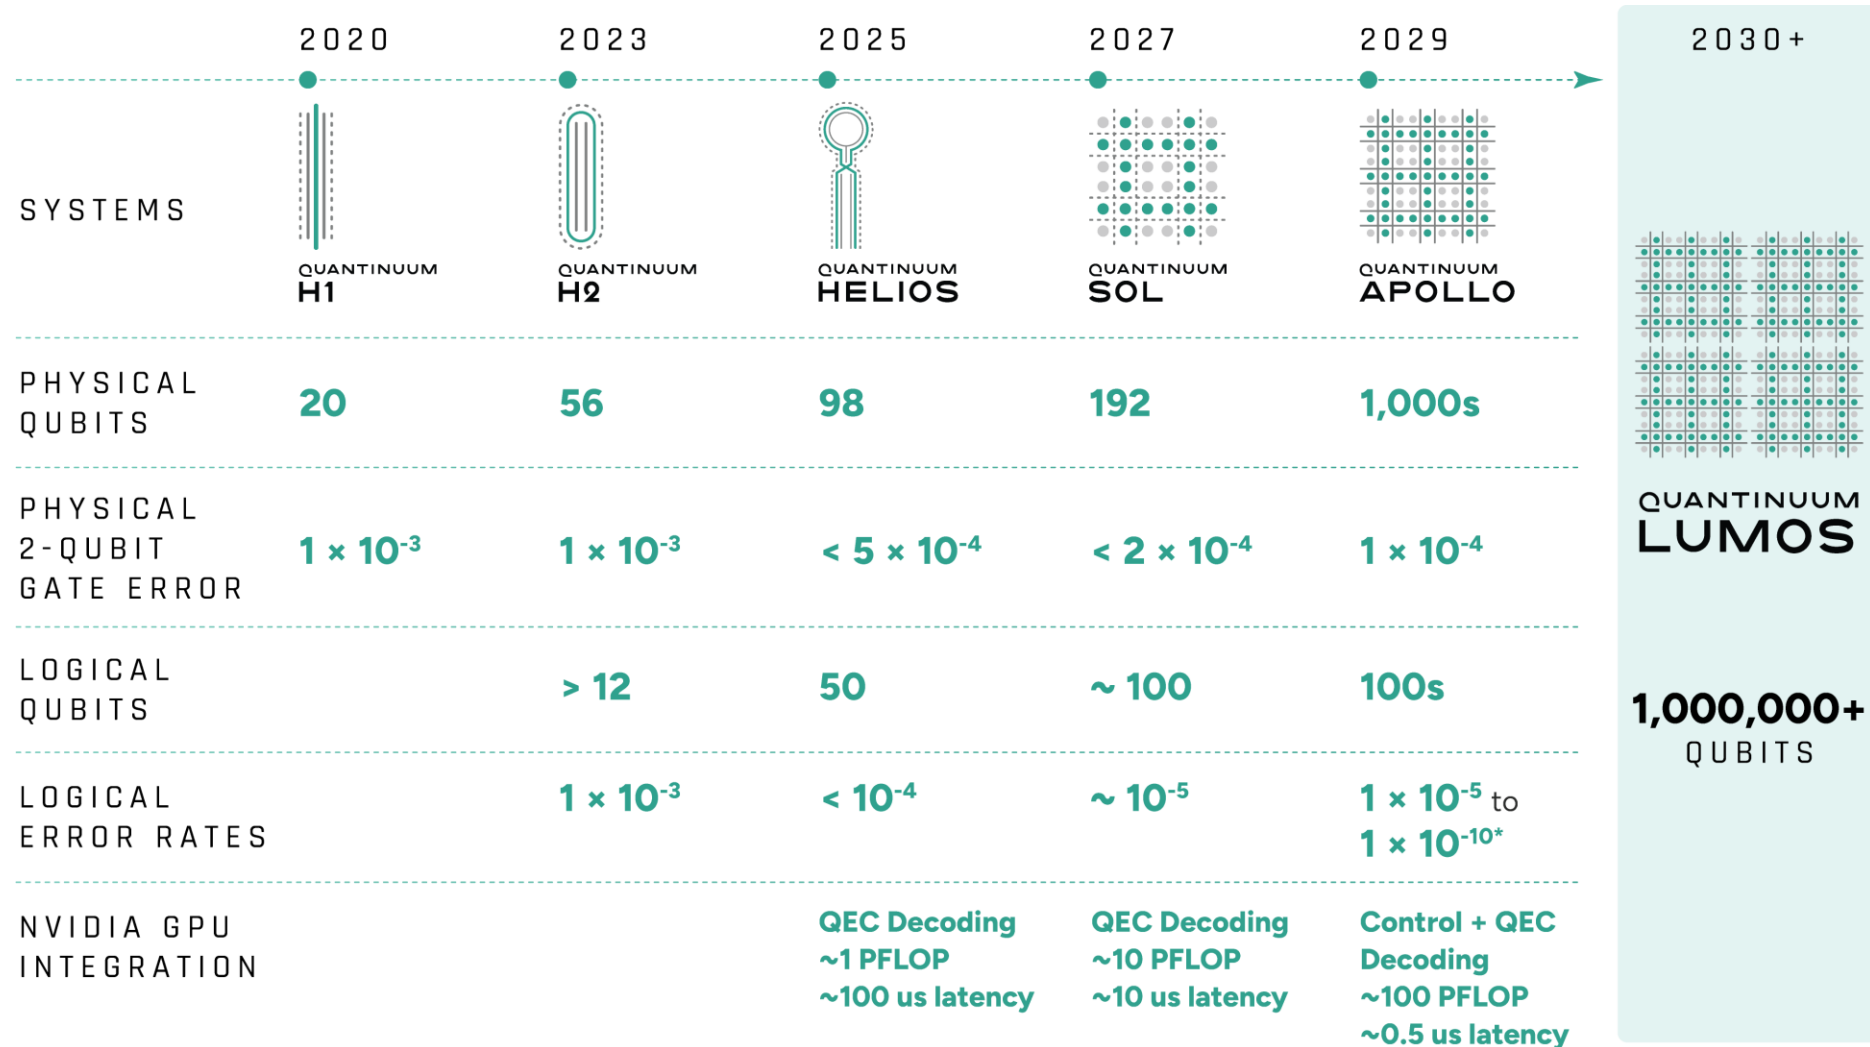 2020 2023 2025 2027 2029 2030+
SYSTEMS
QUANTINUUM QUANTINUUM QUANTINUUM QUANTINUUM QUANTINUUM
H1 H2 HELIOS SOL APOLLO
PHYSICAL
QUBITS
20 56 98 192 1,000s
PHYSICAL
2-QUBIT
GATE ERROR
1 × 10⁻³ 1 × 10⁻³ < 5 × 10⁻⁴ < 2 × 10⁻⁴ 1 × 10⁻⁴
LOGICAL
QUBITS
> 12 50 ~ 100 100s
LOGICAL
ERROR RATES
1 × 10⁻³ < 10⁻⁴ ~ 10⁻⁵ 1 × 10⁻⁵ to
1 × 10⁻¹⁰*
NVIDIA GPU
INTEGRATION
QEC Decoding
~1 PFLOP
~100 us latency
QEC Decoding
~10 PFLOP
~10 us latency
Control + QEC
Decoding
~100 PFLOP
~0.5 us latency
QUANTINUUM
LUMOS
1,000,000+
QUBITS